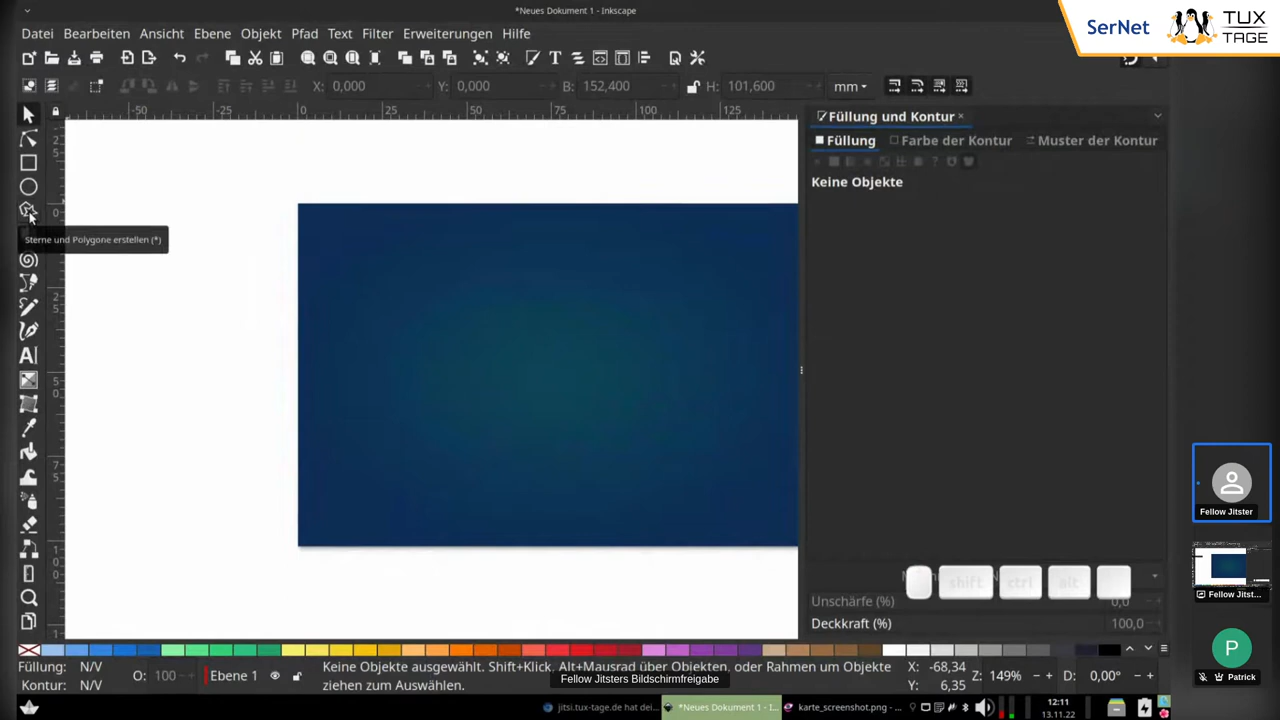 *Neues Dokument 1 - Inkscape
SerNet
TUX
TAGE
Datei Bearbeiten Ansicht Ebene Objekt Pfad Text Filter Erweiterungen Hilfe
X: 0,000 Y: 0,000 B: 152,400 H: 101,600 mm
-50 -25 0 25 50 75 100 125
Füllung und Kontur
Füllung Farbe der Kontur Muster der Kontur
Keine Objekte
Sterne und Polygone erstellen (*)
shift ctrl alt
Unschärfe (%) 0,0
Deckkraft (%) 100,0
Füllung: N/V
Kontur: N/V
O: 100
Ebene 1
Keine Objekte ausgewählt. Shift+Klick, Alt+Mausrad über Objekten, oder Rahmen um Objekte
ziehen zum Auswählen.
X: -68,34
Y: 6,35
Z: 149%
D: 0,00°
Fellow Jitsters Bildschirmfreigabe
jitsi.tux-tage.de hat dei...
*Neues Dokument 1 - I...
karte_screenshot.png - ...
12:11
13.11.22
Fellow Jitster
Fellow Jitst...
P
Patrick